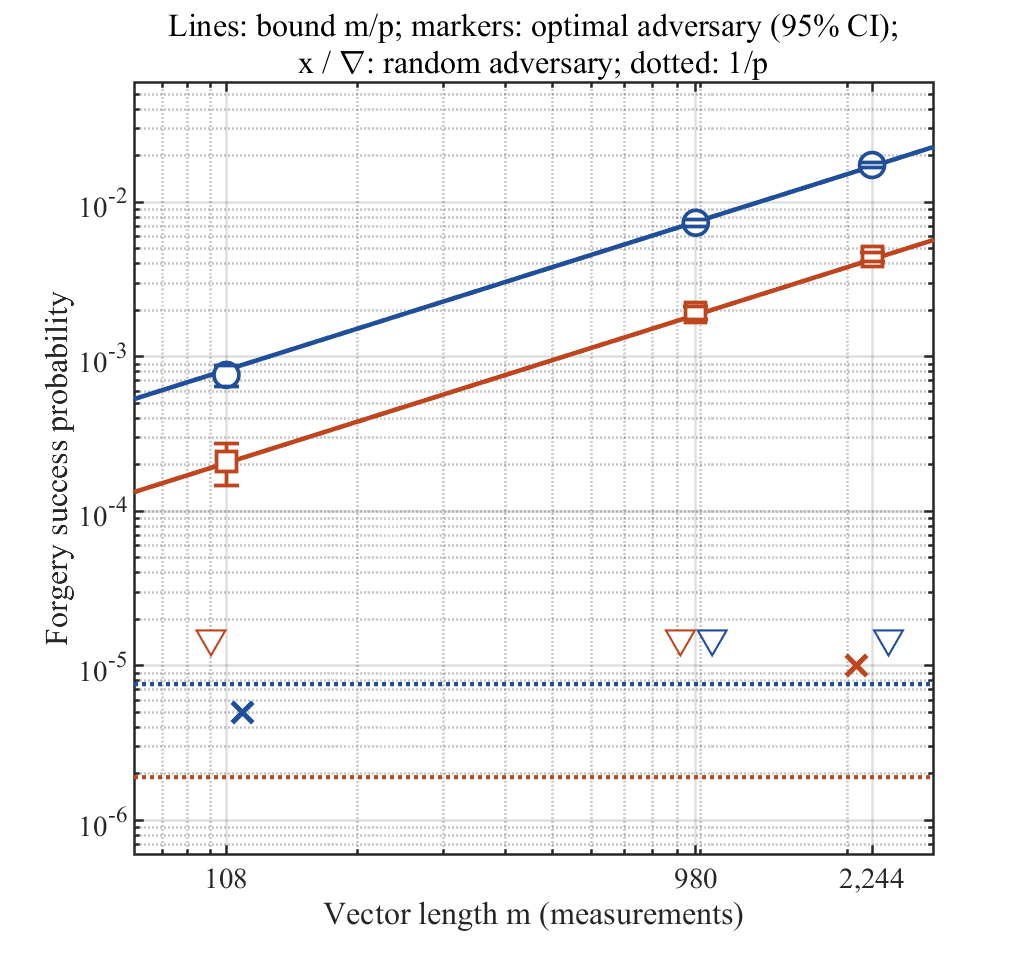 Lines: bound m/p; markers: optimal adversary (95% CI);
x / ▽: random adversary; dotted: 1/p
Forgery success probability
10^-2
10^-3
10^-4
10^-5
10^-6
108 980 2,244
Vector length m (measurements)